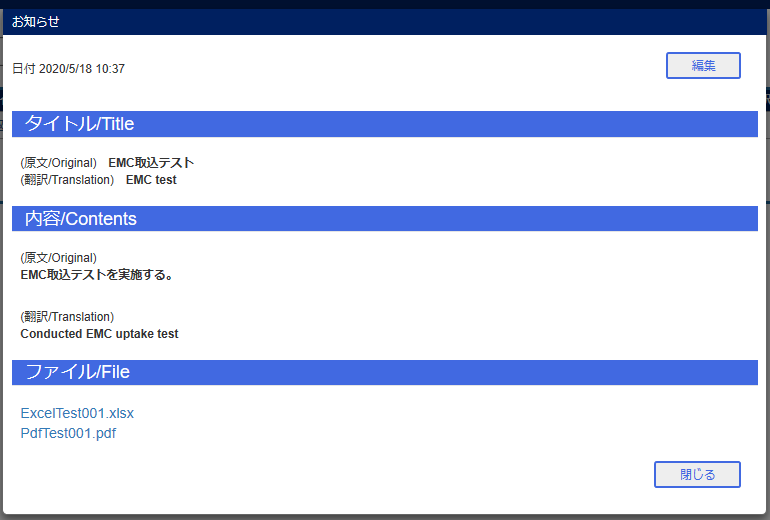 お知らせ
日付 2020/5/18 10:37
編集
タイトル/Title
(原文/Original) EMC取込テスト
(翻訳/Translation) EMC test
内容/Contents
(原文/Original)
EMC取込テストを実施する。
(翻訳/Translation)
Conducted EMC uptake test
ファイル/File
ExcelTest001.xlsx
PdfTest001.pdf
閉じる